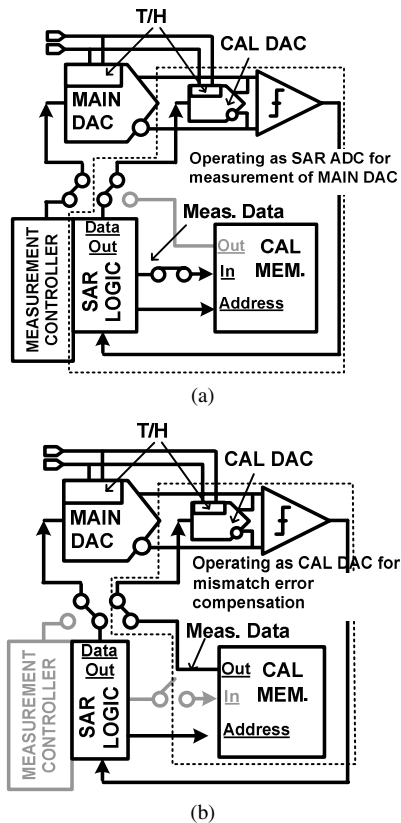 T/H
CAL DAC
MAIN
DAC
Operating as SAR ADC for
measurement of MAIN DAC
MEASUREMENT
CONTROLLER
Data
Out
SAR
LOGIC
Meas. Data
Out
CAL
MEM.
In
Address
(a)
T/H
CAL DAC
MAIN
DAC
Operating as CAL DAC for
mismatch error
compensation
Meas. Data
MEASUREMENT
CONTROLLER
Data
Out
SAR
LOGIC
Out
CAL
MEM.
In
Address
(b)